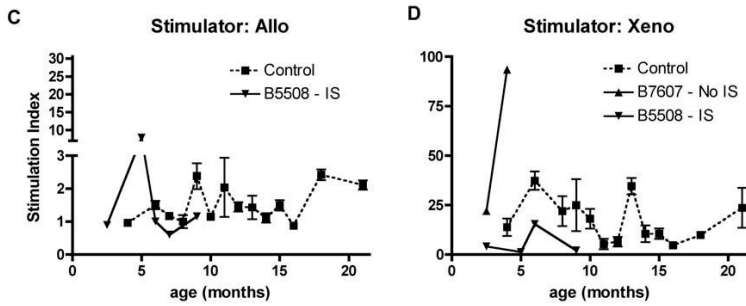 C
Stimulator: Allo
Stimulation Index
30
25
20
15
10
3
2
1
0
Control
B5508 - IS
0 5 10 15 20
age (months)
D
Stimulator: Xeno
100
75
50
25
0
Control
B7607 - No IS
B5508 - IS
0 5 10 15 20
age (months)